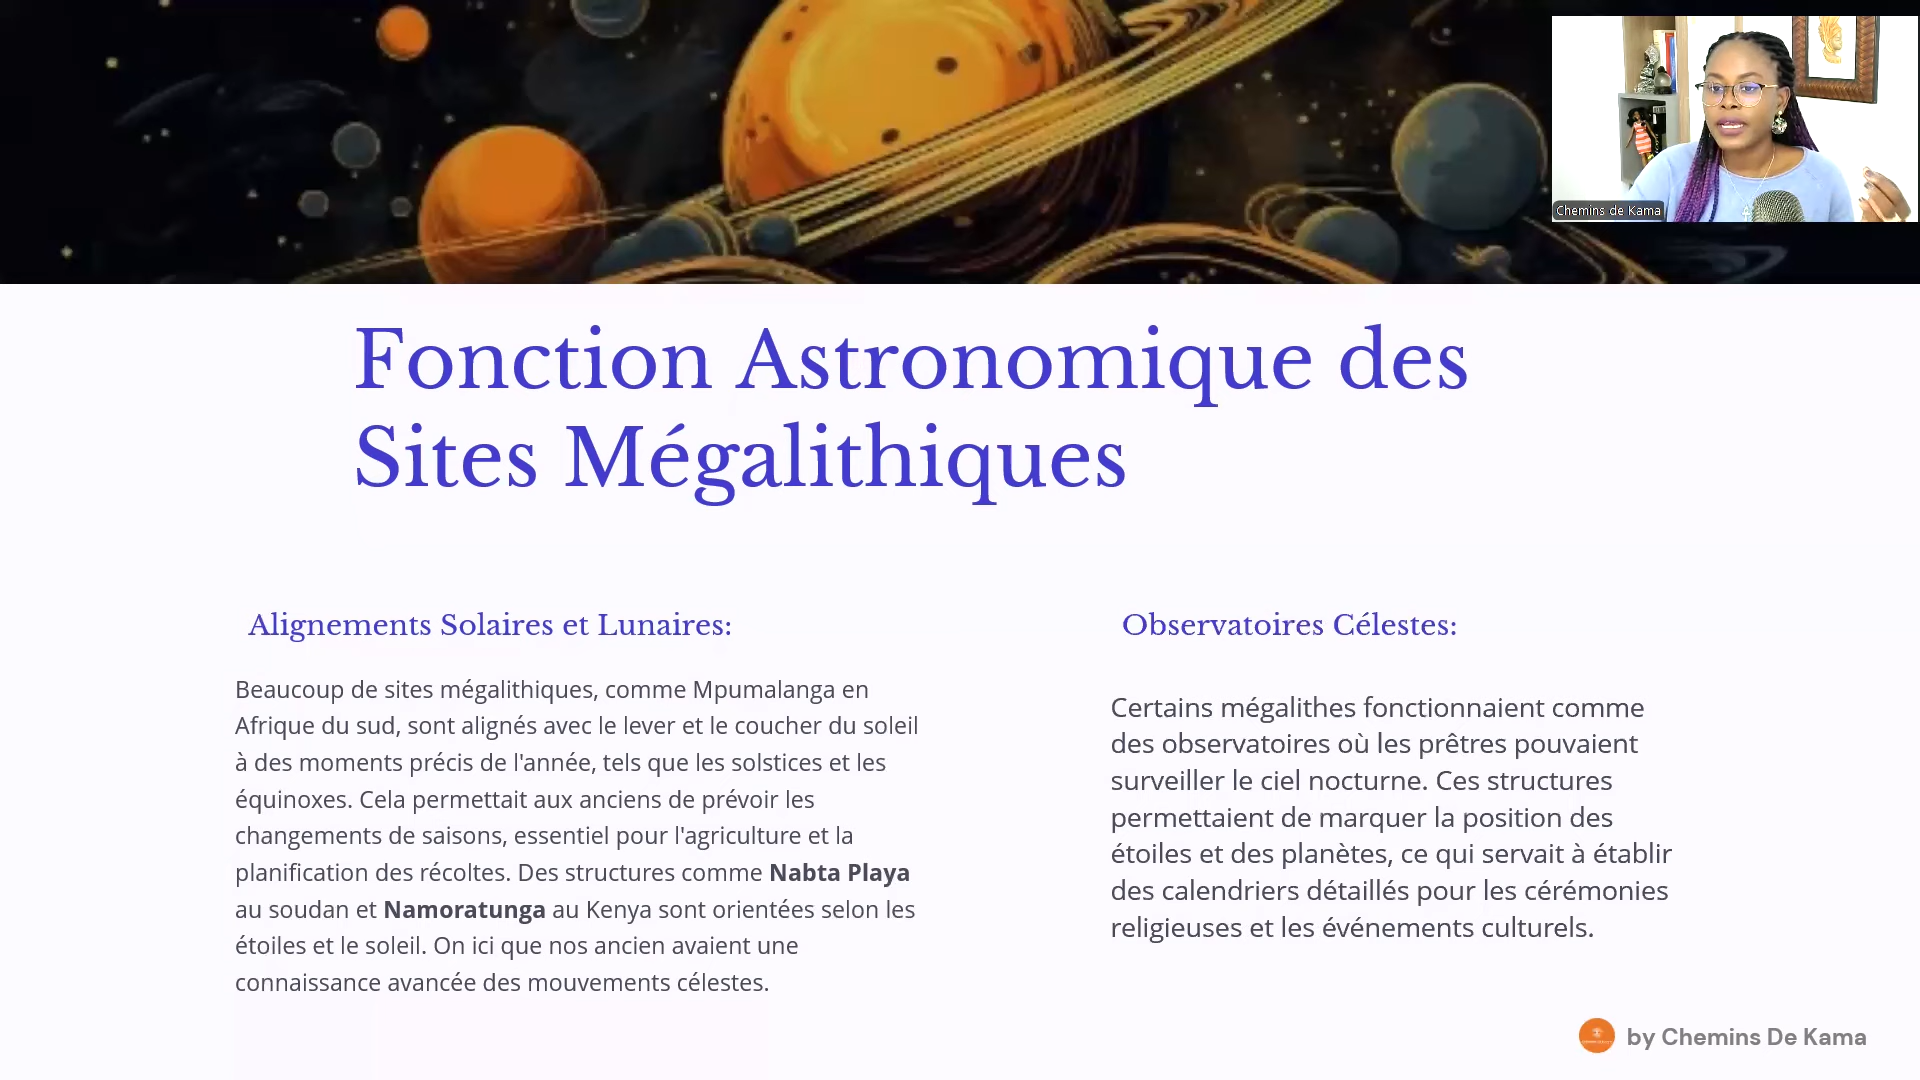 Chemins de Kama
Fonction Astronomique des
Sites Mégalithiques
Alignements Solaires et Lunaires:
Beaucoup de sites mégalithiques, comme Mpumalanga en
Afrique du sud, sont alignés avec le lever et le coucher du soleil
à des moments précis de l'année, tels que les solstices et les
équinoxes. Cela permettait aux anciens de prévoir les
changements de saisons, essentiel pour l'agriculture et la
planification des récoltes. Des structures comme Nabta Playa
au soudan et Namoratunga au Kenya sont orientées selon les
étoiles et le soleil. On ici que nos ancien avaient une
connaissance avancée des mouvements célestes.
Observatoires Célestes:
Certains mégalithes fonctionnaient comme
des observatoires où les prêtres pouvaient
surveiller le ciel nocturne. Ces structures
permettaient de marquer la position des
étoiles et des planètes, ce qui servait à établir
des calendriers détaillés pour les cérémonies
religieuses et les événements culturels.
by Chemins De Kama